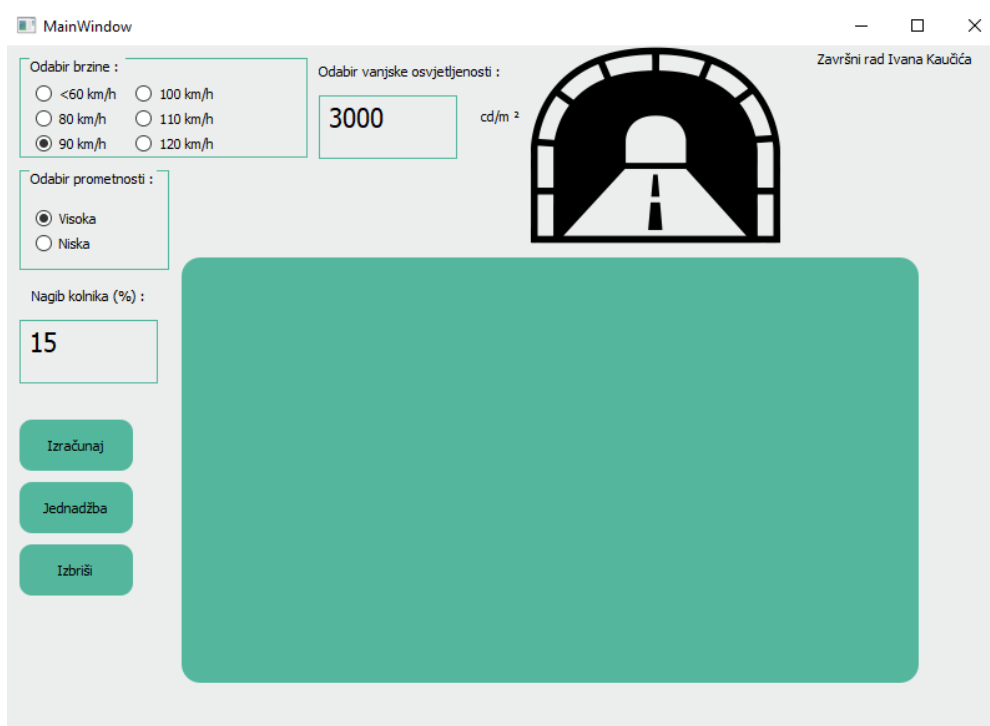 MainWindow
Završni rad Ivana Kaučića
Odabir brzine :
<60 km/h 100 km/h
80 km/h 110 km/h
90 km/h 120 km/h
Odabir vanjske osvjetljenosti :
3000 cd/m ²
Odabir prometnosti :
Visoka
Niska
Nagib kolnika (%) :
15
Izračunaj
Jednadžba
Izbriši